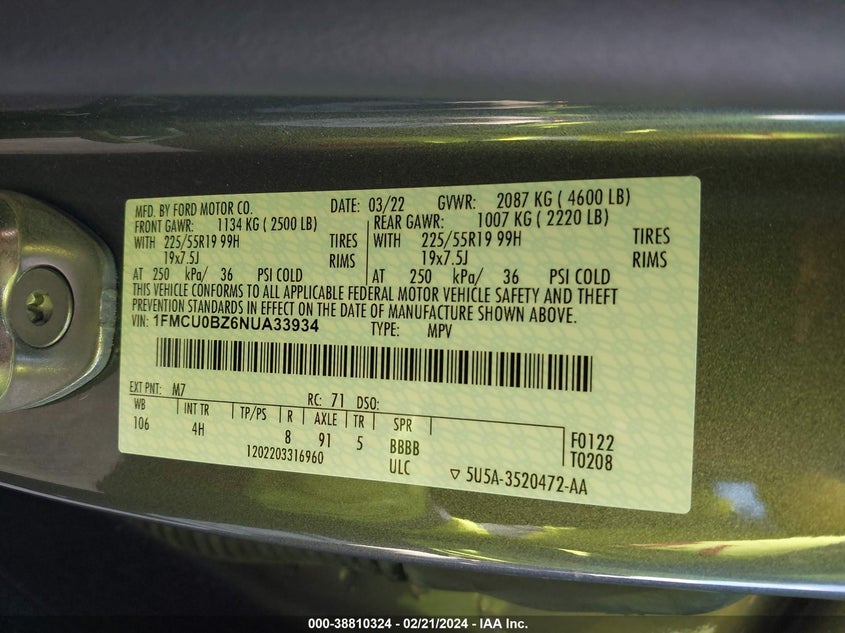 MFD. BY FORD MOTOR CO. DATE: 03/22 GVWR: 2087 KG ( 4600 LB)
FRONT GAWR: 1134 KG ( 2500 LB) REAR GAWR: 1007 KG ( 2220 LB)
WITH 225/55R19 99H TIRES WITH 225/55R19 99H TIRES
19x7.5J RIMS 19x7.5J RIMS
AT 250 kPa/ 36 PSI COLD AT 250 kPa/ 36 PSI COLD
THIS VEHICLE CONFORMS TO ALL APPLICABLE FEDERAL MOTOR VEHICLE SAFETY AND THEFT
PREVENTION STANDARDS IN EFFECT ON THE DATE OF MANUFACTURE SHOWN ABOVE.
VIN: 1FMCU0BZ6NUA33934 TYPE: MPV
EXT PNT: M7 RC: 71 DSO:
WB INT TR TP/PS R AXLE TR SPR
106 4H 8 91 5 BBBB F0122
1202203316960 ULC T0208
▽ 5U5A-3520472-AA
000-38810324 - 02/21/2024 - IAA Inc.